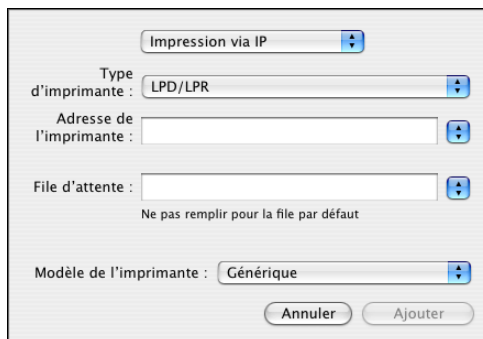 Impression via IP
Type
d'imprimante : LPD/LPR
Adresse de
l'imprimante :
File d'attente :
Ne pas remplir pour la file par défaut
Modèle de l'imprimante : Générique
Annuler Ajouter